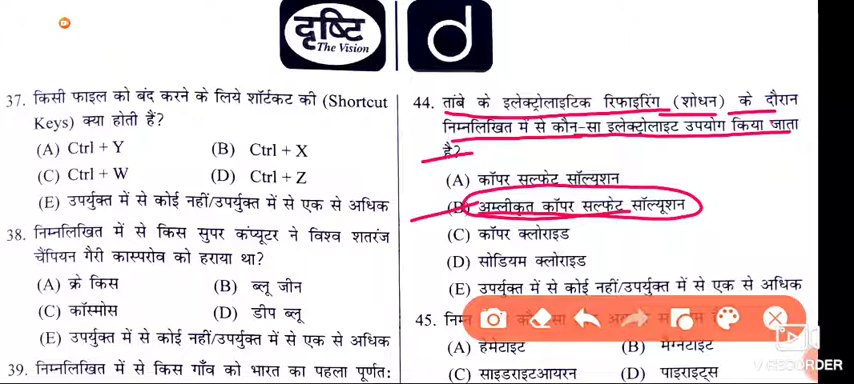 दृष्टि
The Vision
d
37. किसी फाइल को बंद करने के लिये शॉर्टकट की (Shortcut
Keys) क्या होती हैं?
(A) Ctrl + Y (B) Ctrl + X
(C) Ctrl + W (D) Ctrl + Z
(E) उपर्युक्त में से कोई नहीं/उपर्युक्त में से एक से अधिक
38. निम्नलिखित में से किस सुपर कंप्यूटर ने विश्व शतरंज
चैंपियन गैरी कास्परोव को हराया था?
(A) क्रे किस (B) ब्लू जीन
(C) कॉस्मोस (D) डीप ब्लू
(E) उपर्युक्त में से कोई नहीं/उपर्युक्त में से एक से अधिक
39. निम्नलिखित में से किस गाँव को भारत का पहला पूर्णत:
44. तांबे के इलेक्ट्रोलाइटिक रिफाइरिंग (शोधन) के दौरान
निम्नलिखित में से कौन-सा इलेक्ट्रोलाइट उपयोग किया जाता
है?
(A) कॉपर सल्फेट सॉल्यूशन
(B) अम्लीकृत कॉपर सल्फेट सॉल्यूशन
(C) कॉपर क्लोराइड
(D) सोडियम क्लोराइड
(E) उपर्युक्त में से कोई नहीं/उपर्युक्त में से एक से अधिक
45. निम्न
(A) हेमेटाइट (B) मैग्नेटाइट
(C) साइडराइटआयरन (D) पाइराइट्स